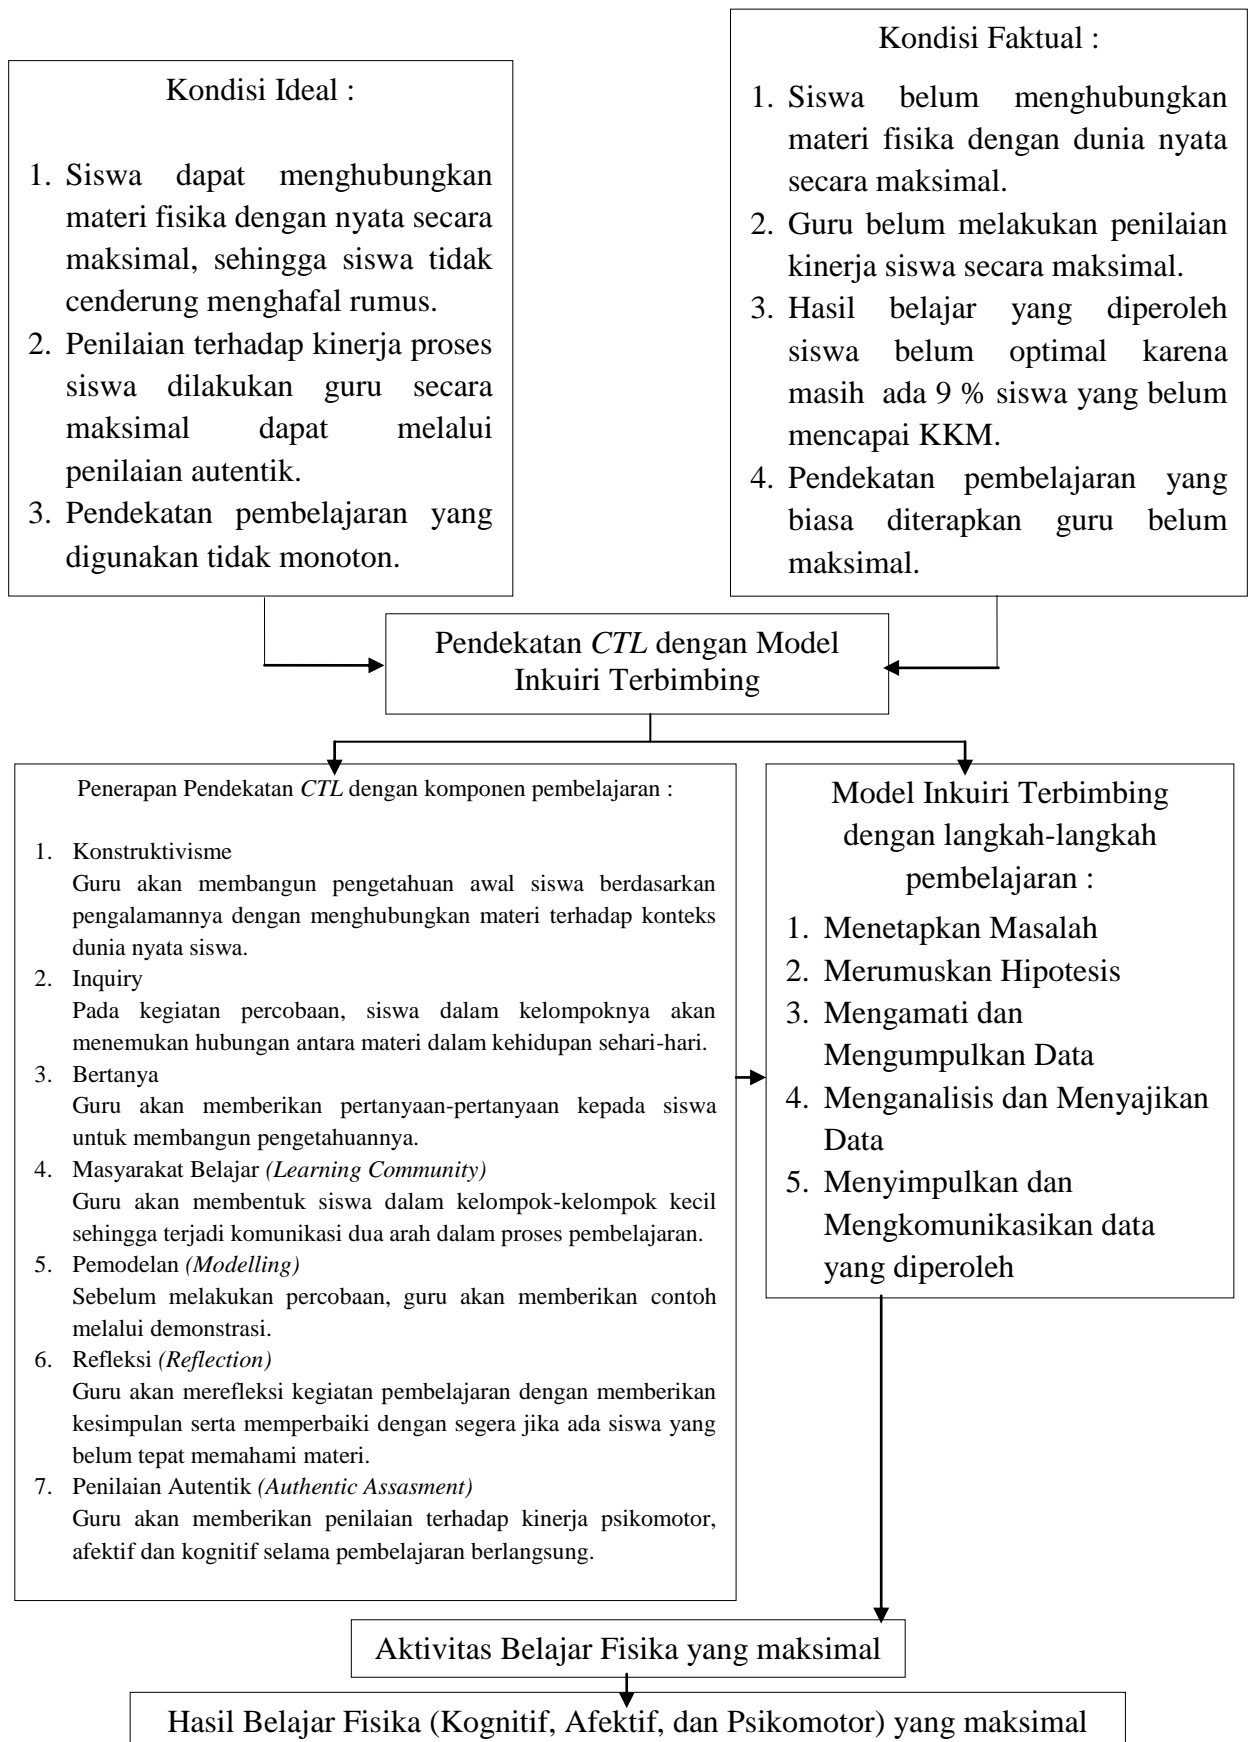 Kondisi Ideal :
1. Siswa dapat menghubungkan
materi fisika dengan nyata secara
maksimal, sehingga siswa tidak
cenderung menghafal rumus.
2. Penilaian terhadap kinerja proses
siswa dilakukan guru secara
maksimal dapat melalui
penilaian autentik.
3. Pendekatan pembelajaran yang
digunakan tidak monoton.
Kondisi Faktual :
1. Siswa belum menghubungkan
materi fisika dengan dunia nyata
secara maksimal.
2. Guru belum melakukan penilaian
kinerja siswa secara maksimal.
3. Hasil belajar yang diperoleh
siswa belum optimal karena
masih ada 9 % siswa yang belum
mencapai KKM.
4. Pendekatan pembelajaran yang
biasa diterapkan guru belum
maksimal.
Pendekatan CTL dengan Model
Inkuiri Terbimbing
Penerapan Pendekatan CTL dengan komponen pembelajaran :
1. Konstruktivisme
Guru akan membangun pengetahuan awal siswa berdasarkan
pengalamannya dengan menghubungkan materi terhadap konteks
dunia nyata siswa.
2. Inquiry
Pada kegiatan percobaan, siswa dalam kelompoknya akan
menemukan hubungan antara materi dalam kehidupan sehari-hari.
3. Bertanya
Guru akan memberikan pertanyaan-pertanyaan kepada siswa
untuk membangun pengetahuannya.
4. Masyarakat Belajar (Learning Community)
Guru akan membentuk siswa dalam kelompok-kelompok kecil
sehingga terjadi komunikasi dua arah dalam proses pembelajaran.
5. Pemodelan (Modelling)
Sebelum melakukan percobaan, guru akan memberikan contoh
melalui demonstrasi.
6. Refleksi (Reflection)
Guru akan merefleksi kegiatan pembelajaran dengan memberikan
kesimpulan serta memperbaiki dengan segera jika ada siswa yang
belum tepat memahami materi.
7. Penilaian Autentik (Authentic Assasment)
Guru akan memberikan penilaian terhadap kinerja psikomotor,
afektif dan kognitif selama pembelajaran berlangsung.
Model Inkuiri Terbimbing
dengan langkah-langkah
pembelajaran :
1. Menetapkan Masalah
2. Merumuskan Hipotesis
3. Mengamati dan
Mengumpulkan Data
4. Menganalisis dan Menyajikan
Data
5. Menyimpulkan dan
Mengkomunikasikan data
yang diperoleh
Aktivitas Belajar Fisika yang maksimal
Hasil Belajar Fisika (Kognitif, Afektif, dan Psikomotor) yang maksimal